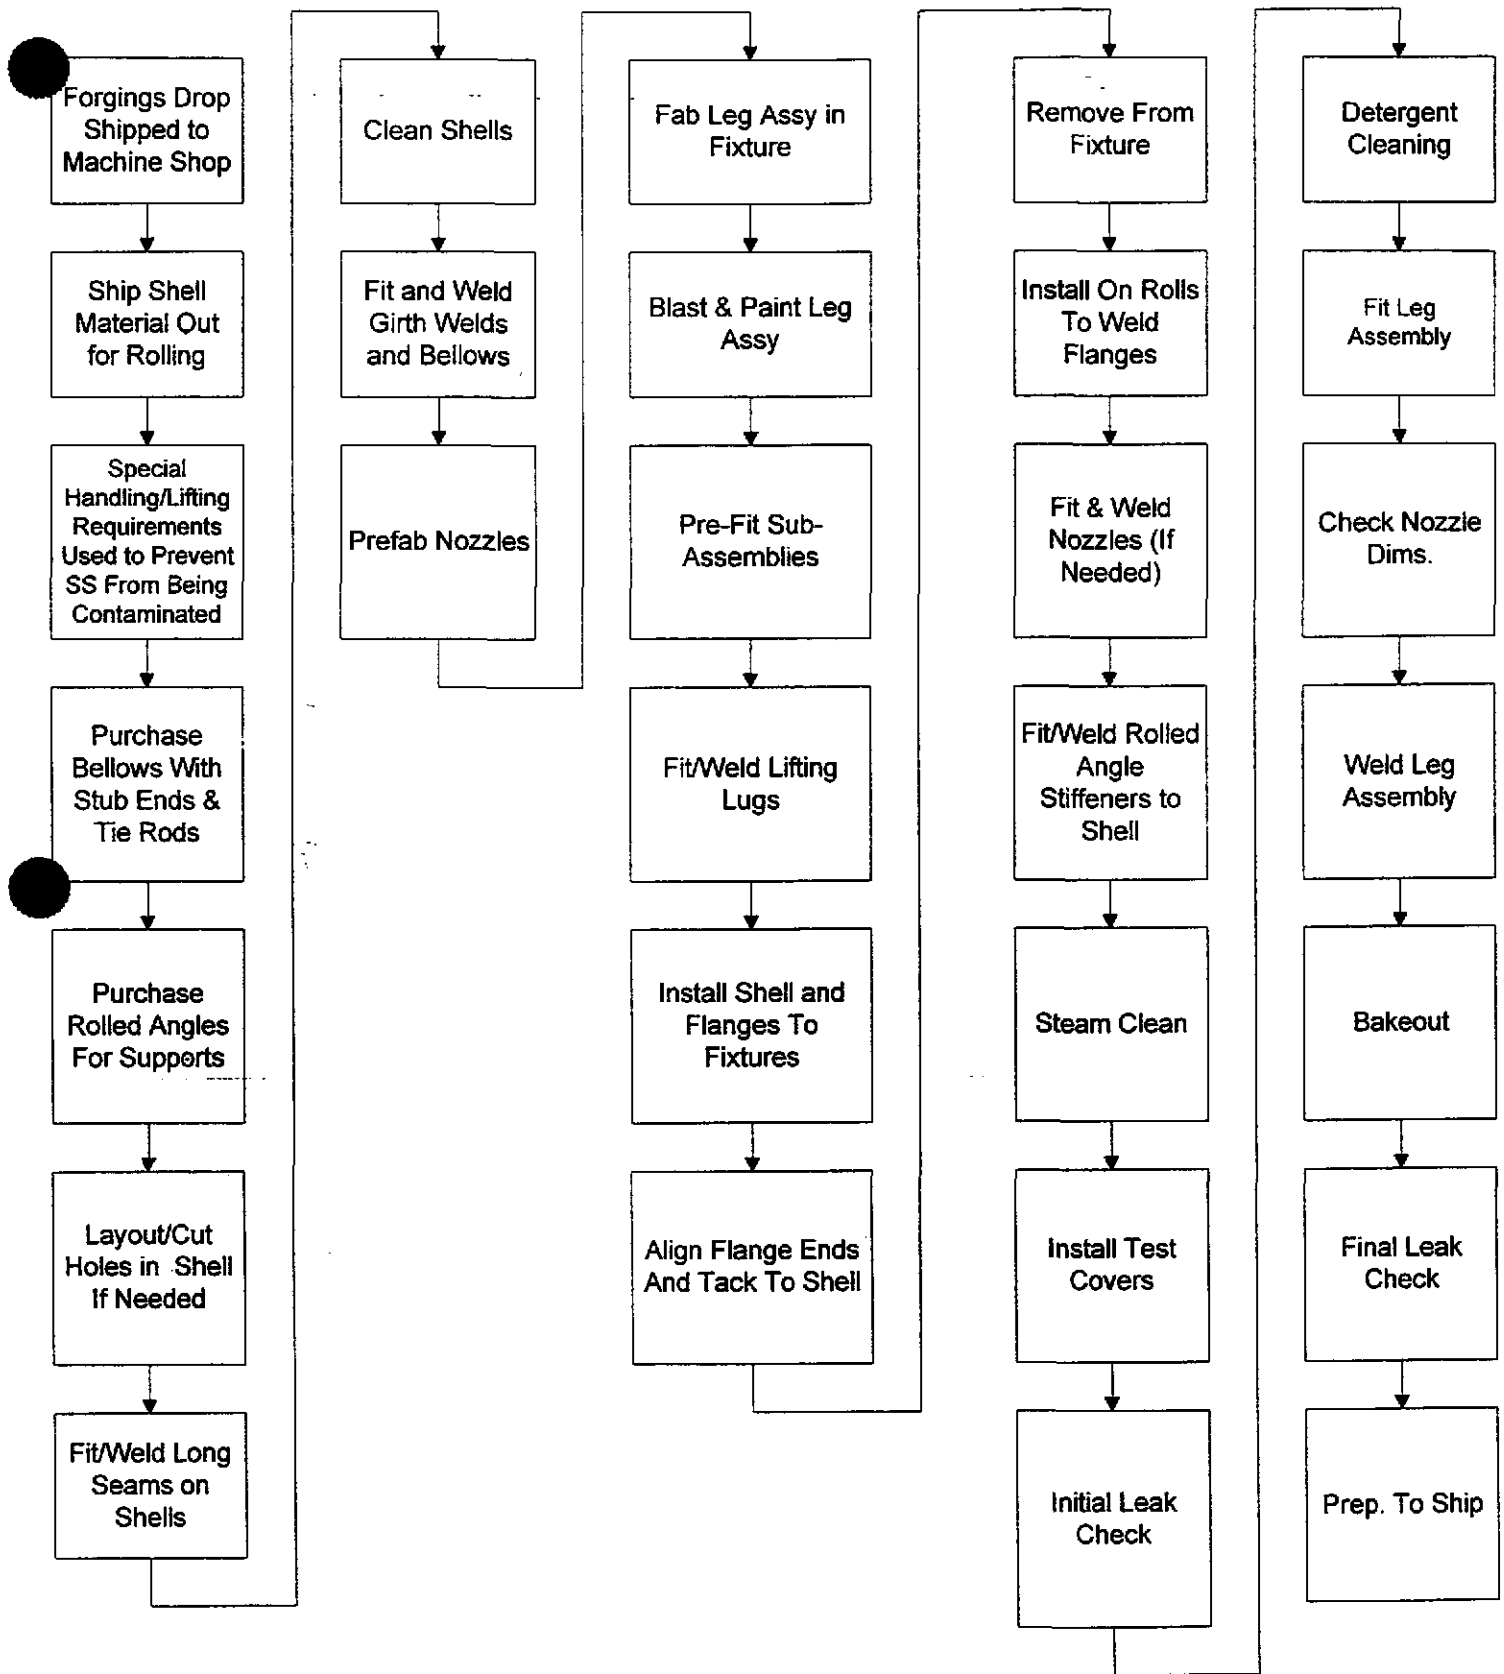 Forgings Drop
Shipped to
Machine Shop
Ship Shell
Material Out
for Rolling
Special
Handling/Lifting
Requirements
Used to Prevent
SS From Being
Contaminated
Purchase
Bellows With
Stub Ends &
Tie Rods
Purchase
Rolled Angles
For Supports
Layout/Cut
Holes in Shell
If Needed
Fit/Weld Long
Seams on
Shells
Clean Shells
Fit and Weld
Girth Welds
and Bellows
Prefab Nozzles
Fab Leg Assy in
Fixture
Blast & Paint Leg
Assy
Pre-Fit Sub-
Assemblies
Fit/Weld Lifting
Lugs
Install Shell and
Flanges To
Fixtures
Align Flange Ends
And Tack To Shell
Remove From
Fixture
Install On Rolls
To Weld
Flanges
Fit & Weld
Nozzles (If
Needed)
Fit/Weld Rolled
Angle
Stiffeners to
Shell
Steam Clean
Install Test
Covers
Initial Leak
Check
Detergent
Cleaning
Fit Leg
Assembly
Check Nozzle
Dims.
Weld Leg
Assembly
Bakeout
Final Leak
Check
Prep. To Ship